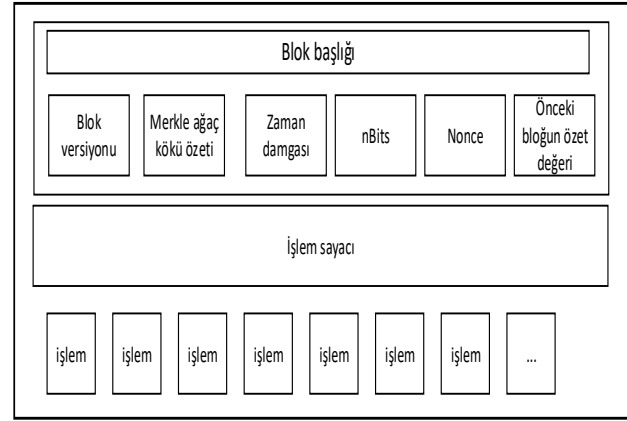 Blok başlığı
Blok
versiyonu
Merkle ağaç
kökü özeti
Zaman
damgası
nBits
Nonce
Önceki
bloğun özet
değeri
İşlem sayacı
işlem
işlem
işlem
işlem
işlem
işlem
işlem
...